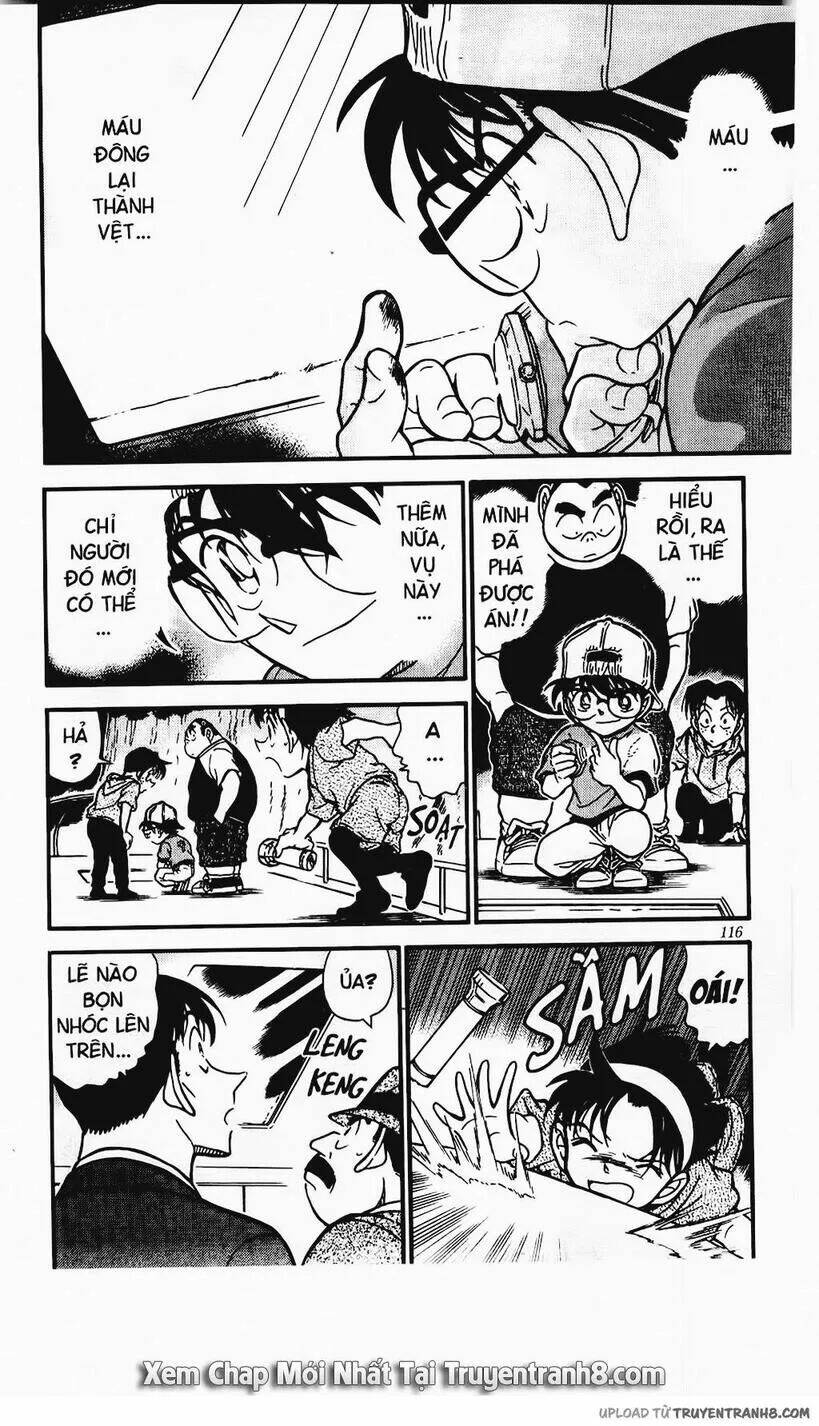 MÁU
...
MÁU
ĐÔNG
LẠI
THÀNH
VỆT...
HIỂU
RỒI, RA
LÀ THẾ
...
MÌNH
ĐÃ
PHÁ
ĐƯỢC
ÁN!!
THÊM
NỮA,
VỤ
NÀY
...
CHỈ
NGƯỜI
ĐÓ MỚI
CÓ THỂ
...
A
...
SOẠT
HẢ
?
116
OÁI!
SẦM
ỦA?
LENG
KENG
LẼ NÀO
BỌN
NHÓC LÊN
TRÊN...
Xem Chap Mới Nhất Tại Truyentranh8.com
UPLOAD TỪ TRUYENTRANH8.COM